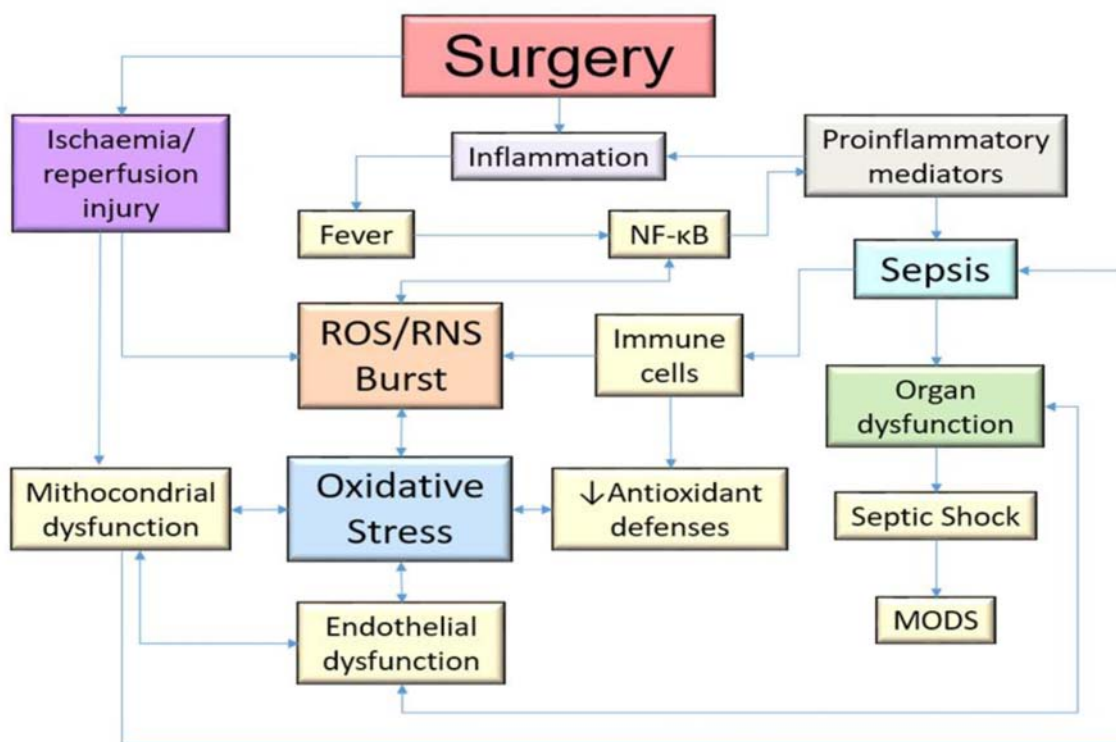 Surgery
Ischaemia/
reperfusion
injury
Inflammation
Proinflammatory
mediators
Fever
NF-κB
Sepsis
ROS/RNS
Burst
Immune
cells
Organ
dysfunction
Mithocondrial
dysfunction
Oxidative
Stress
↓Antioxidant
defenses
Septic Shock
Endothelial
dysfunction
MODS